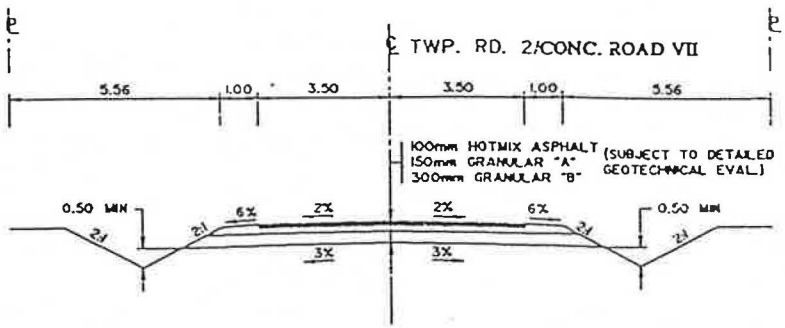 ℄ ℄
℄ TWP. RD. 2/CONC. ROAD VII
5.56 1.00 3.50 3.50 1.00 5.56
100mm HOTMIX ASPHALT
150mm GRANULAR "A"
300mm GRANULAR "B"
(SUBJECT TO DETAILED
GEOTECHNICAL EVAL.)
0.50 MIN 6% 2% 2% 6% 0.50 MIN
2:1 2:1 2:1 2:1
3% 3%